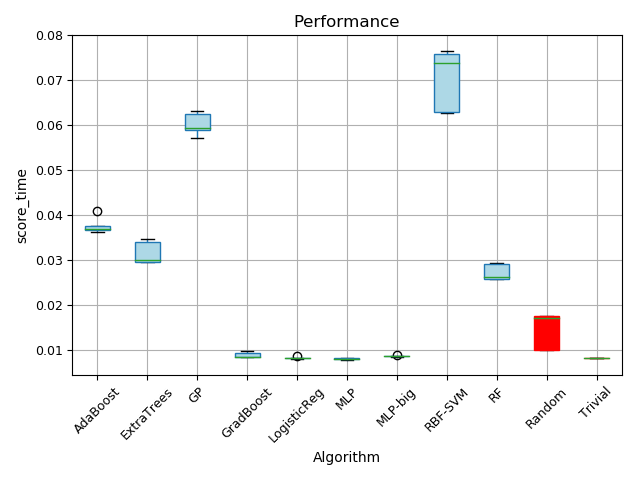 Performance
0.08
0.07
0.06
0.05
0.04
0.03
0.02
0.01
score_time
AdaBoost
ExtraTrees
GP
GradBoost
LogisticReg
MLP
MLP-big
RBF-SVM
RF
Random
Trivial
Algorithm